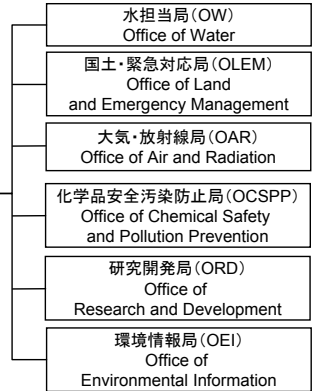 水担当局(OW)
Office of Water
国土・緊急対応局(OLEM)
Office of Land
and Emergency Management
大気・放射線局(OAR)
Office of Air and Radiation
化学品安全汚染防止局(OCSPP)
Office of Chemical Safety
and Pollution Prevention
研究開発局(ORD)
Office of
Research and Development
環境情報局(OEI)
Office of
Environmental Information